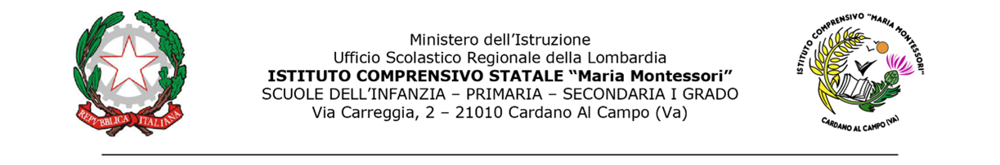 Ministero dell’Istruzione
Ufficio Scolastico Regionale della Lombardia
ISTITUTO COMPRENSIVO STATALE “Maria Montessori”
SCUOLE DELL’INFANZIA – PRIMARIA – SECONDARIA I GRADO
Via Carreggia, 2 – 21010 Cardano Al Campo (Va)
REPVBBLICA ITALIANA
ISTITUTO COMPRENSIVO "MARIA MONTESSORI"
CARDANO AL CAMPO (VA)